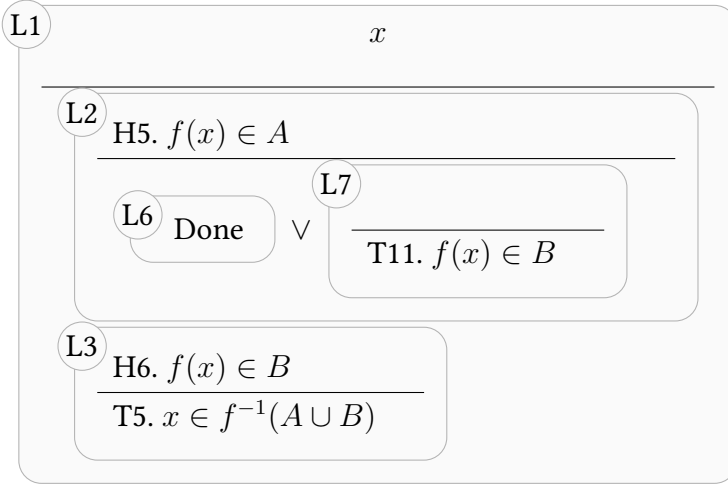 L1
x
L2
H5. f(x) ∈ A
L7
L6 Done ∨
T11. f(x) ∈ B
L3
H6. f(x) ∈ B
T5. x ∈ f⁻¹(A ∪ B)